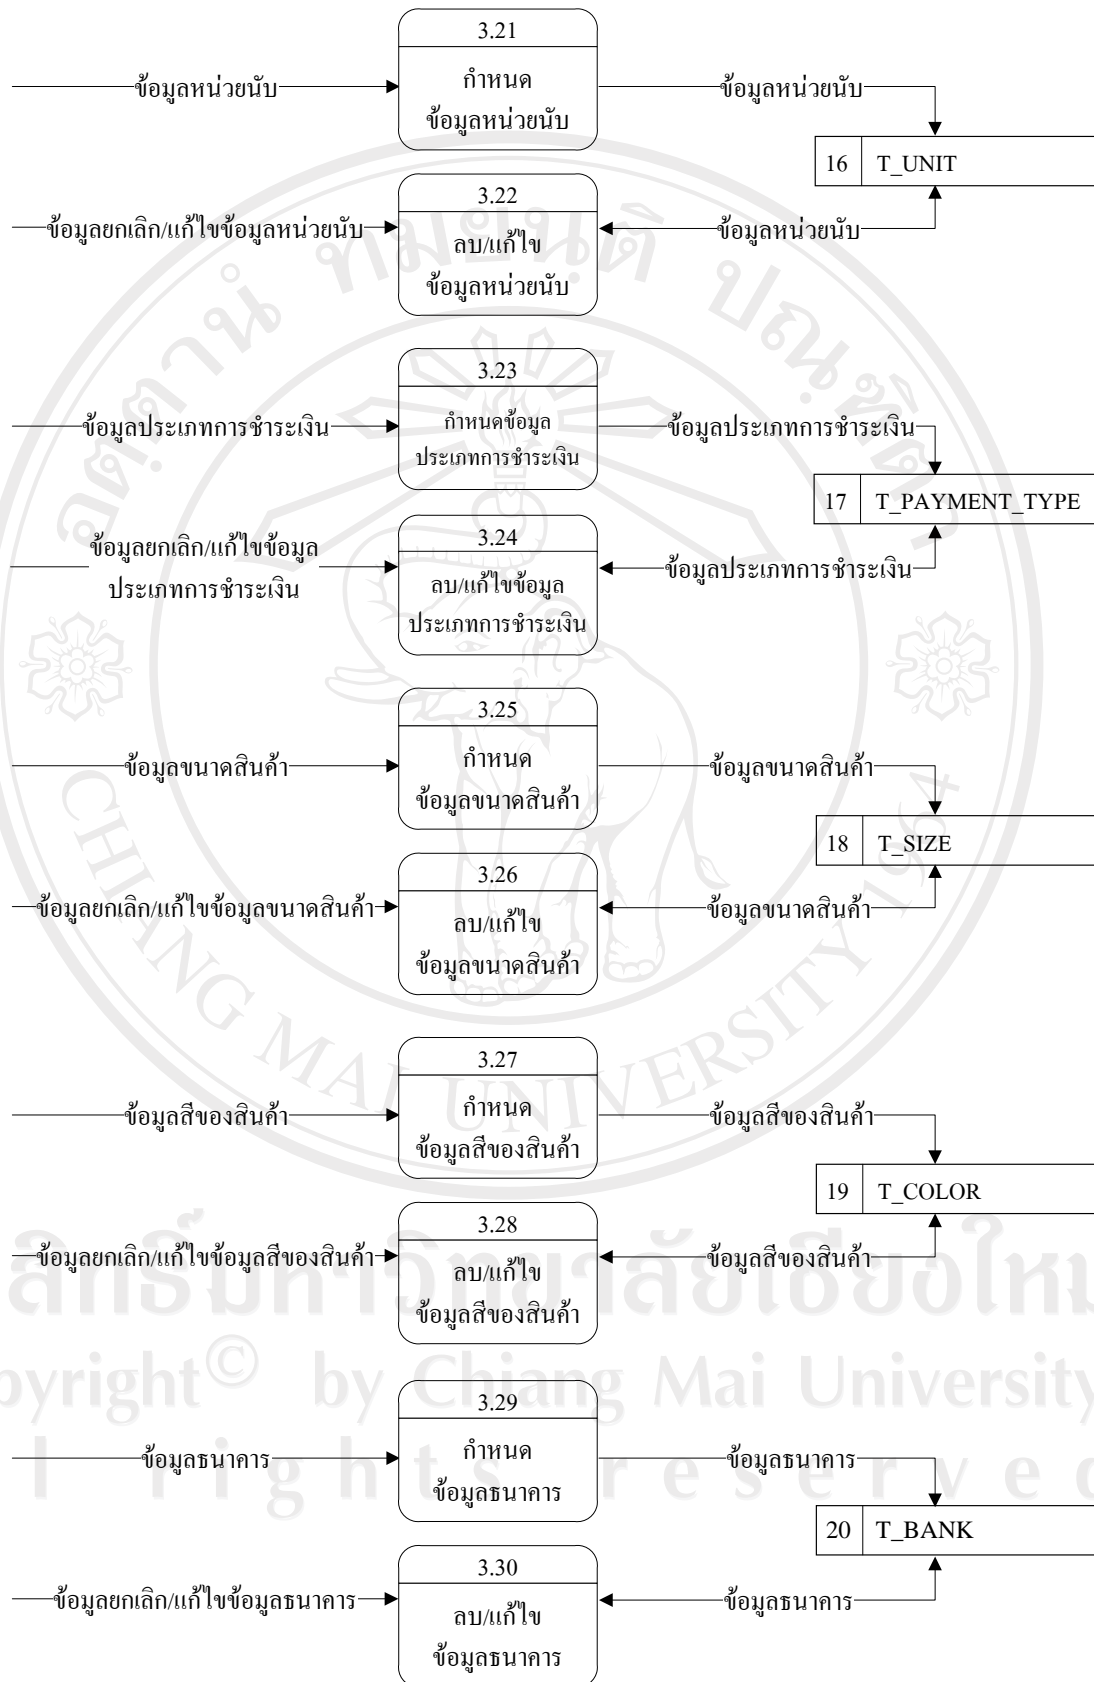 3.21
ข้อมูลหน่วยนับ
กำหนด
ข้อมูลหน่วยนับ
ข้อมูลหน่วยนับ
16 T_UNIT
3.22
ข้อมูลยกเลิก/แก้ไขข้อมูลหน่วยนับ
ลบ/แก้ไข
ข้อมูลหน่วยนับ
ข้อมูลหน่วยนับ
3.23
ข้อมูลประเภทการชำระเงิน
กำหนดข้อมูล
ประเภทการชำระเงิน
ข้อมูลประเภทการชำระเงิน
17 T_PAYMENT_TYPE
3.24
ข้อมูลยกเลิก/แก้ไขข้อมูล
ประเภทการชำระเงิน
ลบ/แก้ไขข้อมูล
ประเภทการชำระเงิน
ข้อมูลประเภทการชำระเงิน
3.25
ข้อมูลขนาดสินค้า
กำหนด
ข้อมูลขนาดสินค้า
ข้อมูลขนาดสินค้า
18 T_SIZE
3.26
ข้อมูลยกเลิก/แก้ไขข้อมูลขนาดสินค้า
ลบ/แก้ไข
ข้อมูลขนาดสินค้า
ข้อมูลขนาดสินค้า
3.27
ข้อมูลสีของสินค้า
กำหนด
ข้อมูลสีของสินค้า
ข้อมูลสีของสินค้า
19 T_COLOR
3.28
ข้อมูลยกเลิก/แก้ไขข้อมูลสีของสินค้า
ลบ/แก้ไข
ข้อมูลสีของสินค้า
ข้อมูลสีของสินค้า
3.29
ข้อมูลธนาคาร
กำหนด
ข้อมูลธนาคาร
ข้อมูลธนาคาร
20 T_BANK
3.30
ข้อมูลยกเลิก/แก้ไขข้อมูลธนาคาร
ลบ/แก้ไข
ข้อมูลธนาคาร
ข้อมูลธนาคาร
CHIANG MAI UNIVERSITY 1964
by Chiang Mai University
rights reserved